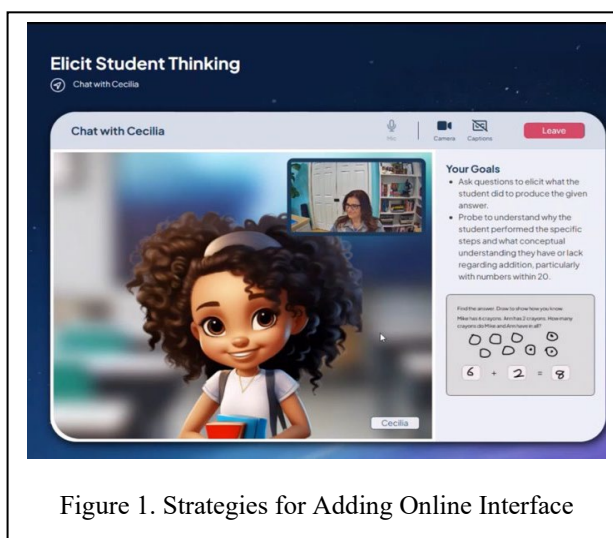 Elicit Student Thinking
Chat with Cecilia
Chat with Cecilia
Mic
Camera
Captions
Leave
Your Goals
• Ask questions to elicit what the
student did to produce the given
answer.
• Probe to understand why the
student performed the specific
steps and what conceptual
understanding they have or lack
regarding addition, particularly
with numbers within 20.
Find the answer. Draw to show how you know.
Mike has 6 crayons. Ann has 2 crayons. How many
crayons do Mike and Ann have in all?
6 + 2 = 8
Cecilia
Figure 1. Strategies for Adding Online Interface